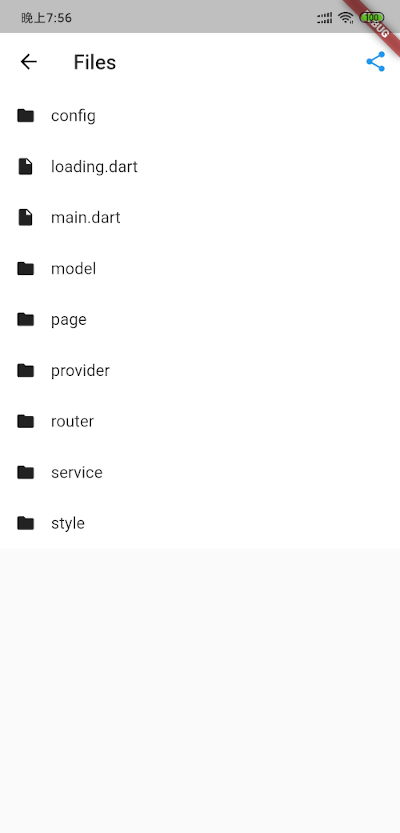 晚上7:56
100
DEBUG
Files
config
loading.dart
main.dart
model
page
provider
router
service
style